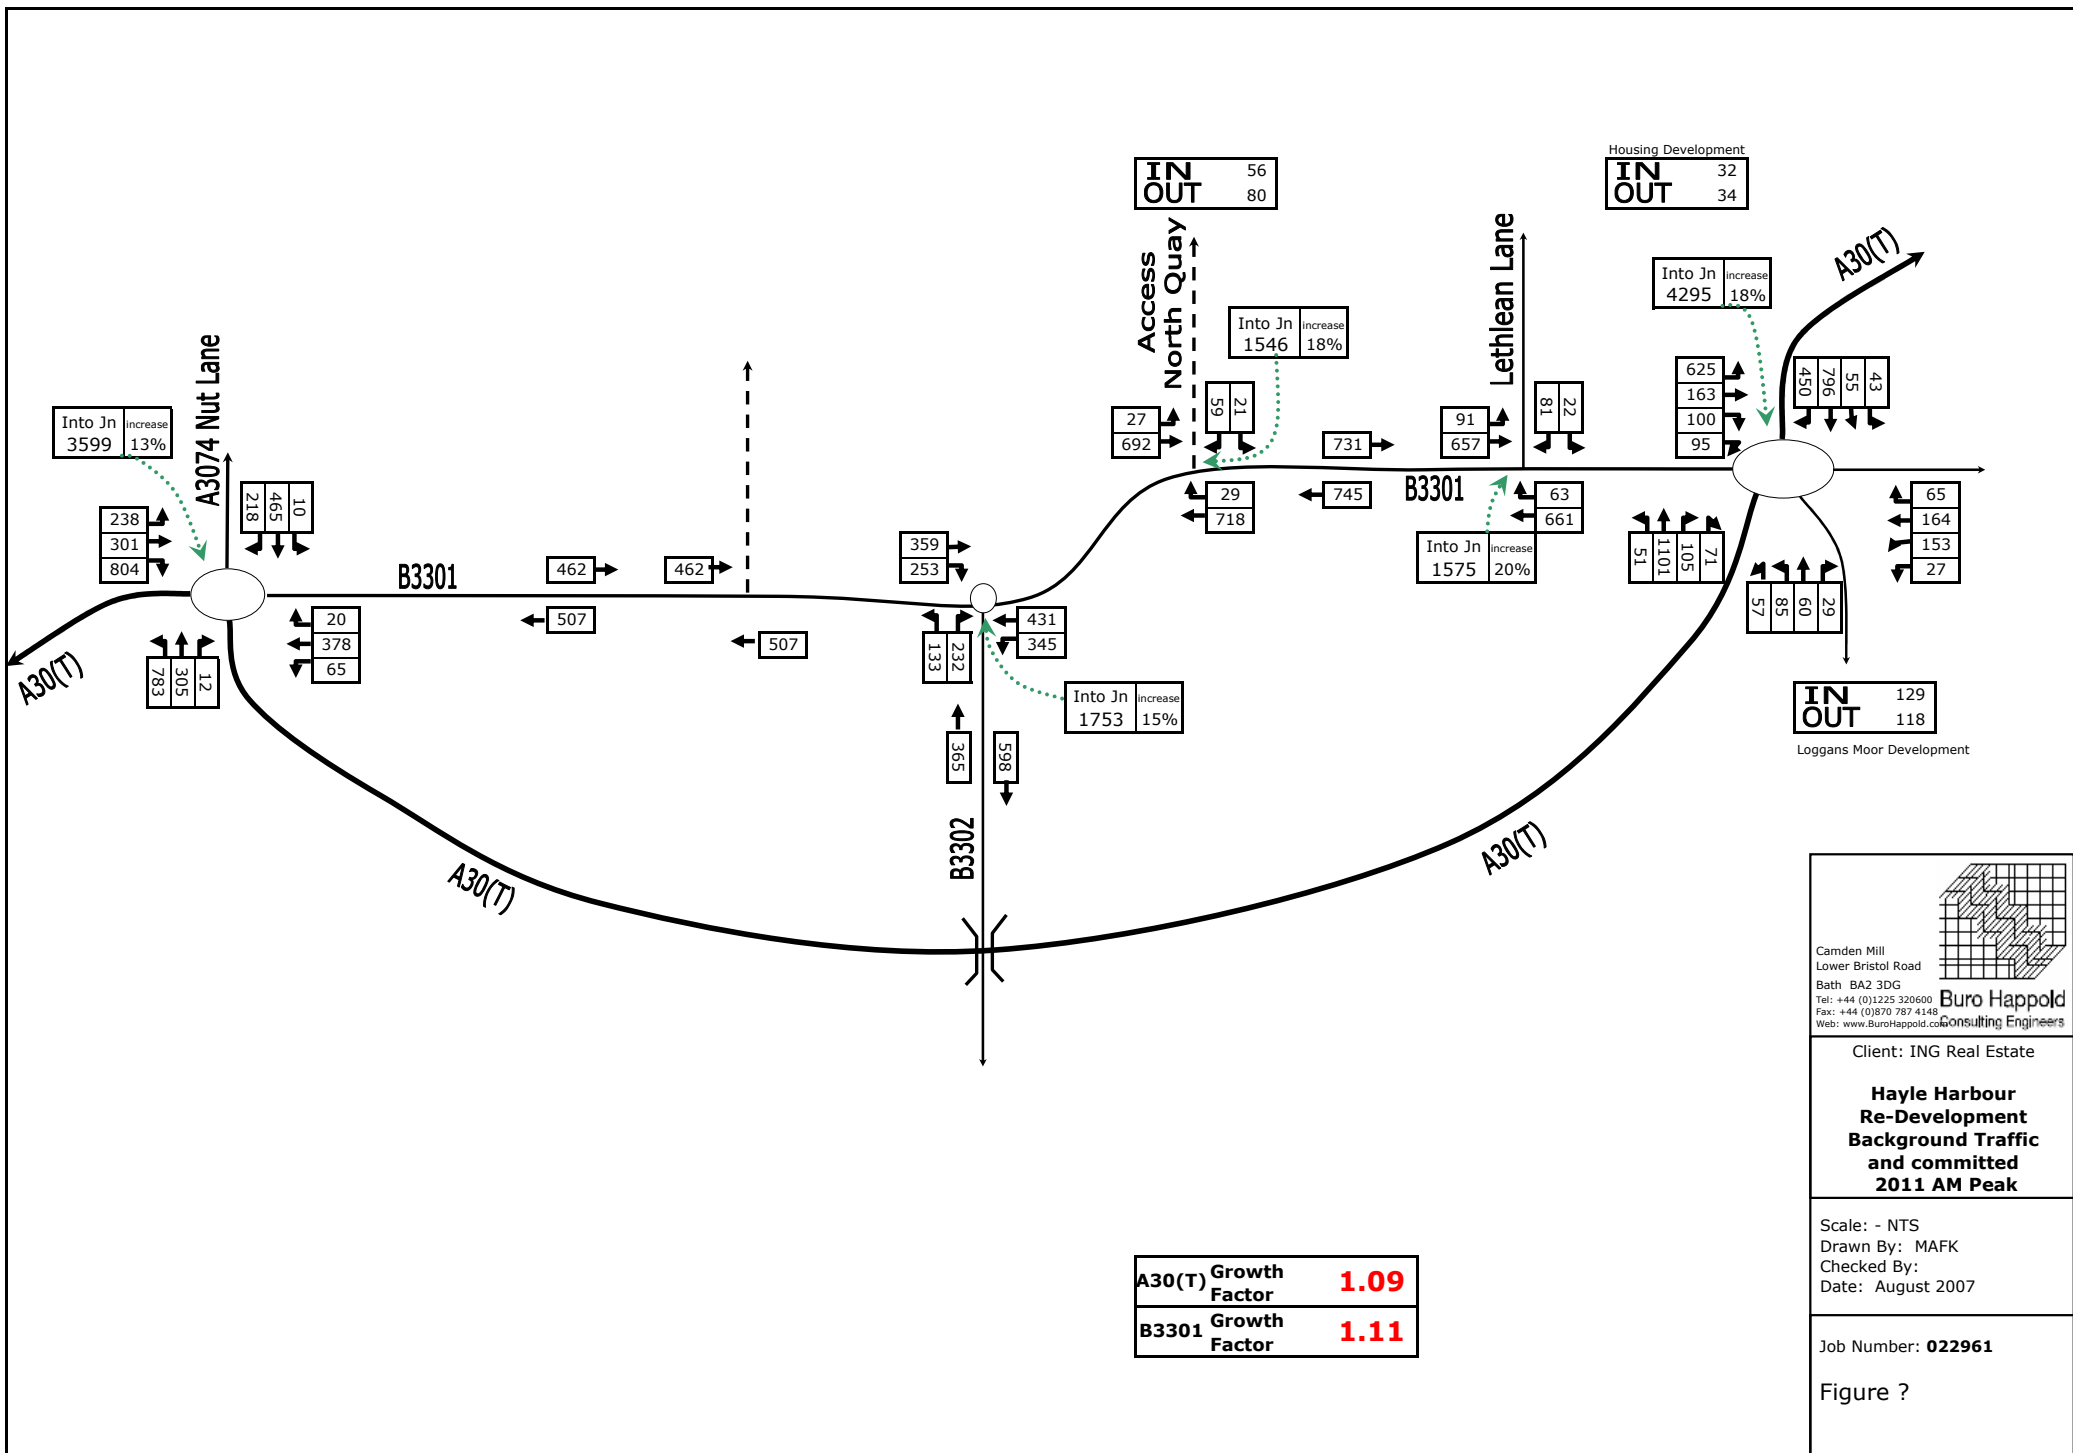 Housing Development
IN 56
OUT 80
IN 32
OUT 34
A30(T)
Access
North Quay
Lethlean Lane
Into Jn increase
4295 18%
Into Jn increase
1546 18%
A3074 Nut Lane
Into Jn increase
3599 13%
625
163
100
95
450
796
55
43
27
692
59
21
731
91
657
81
22
238
301
804
218
465
10
B3301
29
718
745
63
661
65
164
153
27
Into Jn increase
1575 20%
51
1101
105
71
57
85
60
29
B3301
462
462
359
253
507
507
20
378
65
783
305
12
A30(T)
133
232
431
345
Into Jn increase
1753 15%
365
598
IN 129
OUT 118
Loggans Moor Development
B3302
A30(T)
A30(T)
Camden Mill
Lower Bristol Road
Bath BA2 3DG
Tel: +44 (0)1225 320600
Fax: +44 (0)870 787 4148
Web: www.BuroHappold.com
Buro Happold
Consulting Engineers
Client: ING Real Estate
Hayle Harbour
Re-Development
Background Traffic
and committed
2011 AM Peak
Scale: - NTS
Drawn By: MAFK
Checked By:
Date: August 2007
Job Number: 022961
Figure ?
A30(T) Growth
Factor 1.09
B3301 Growth
Factor 1.11